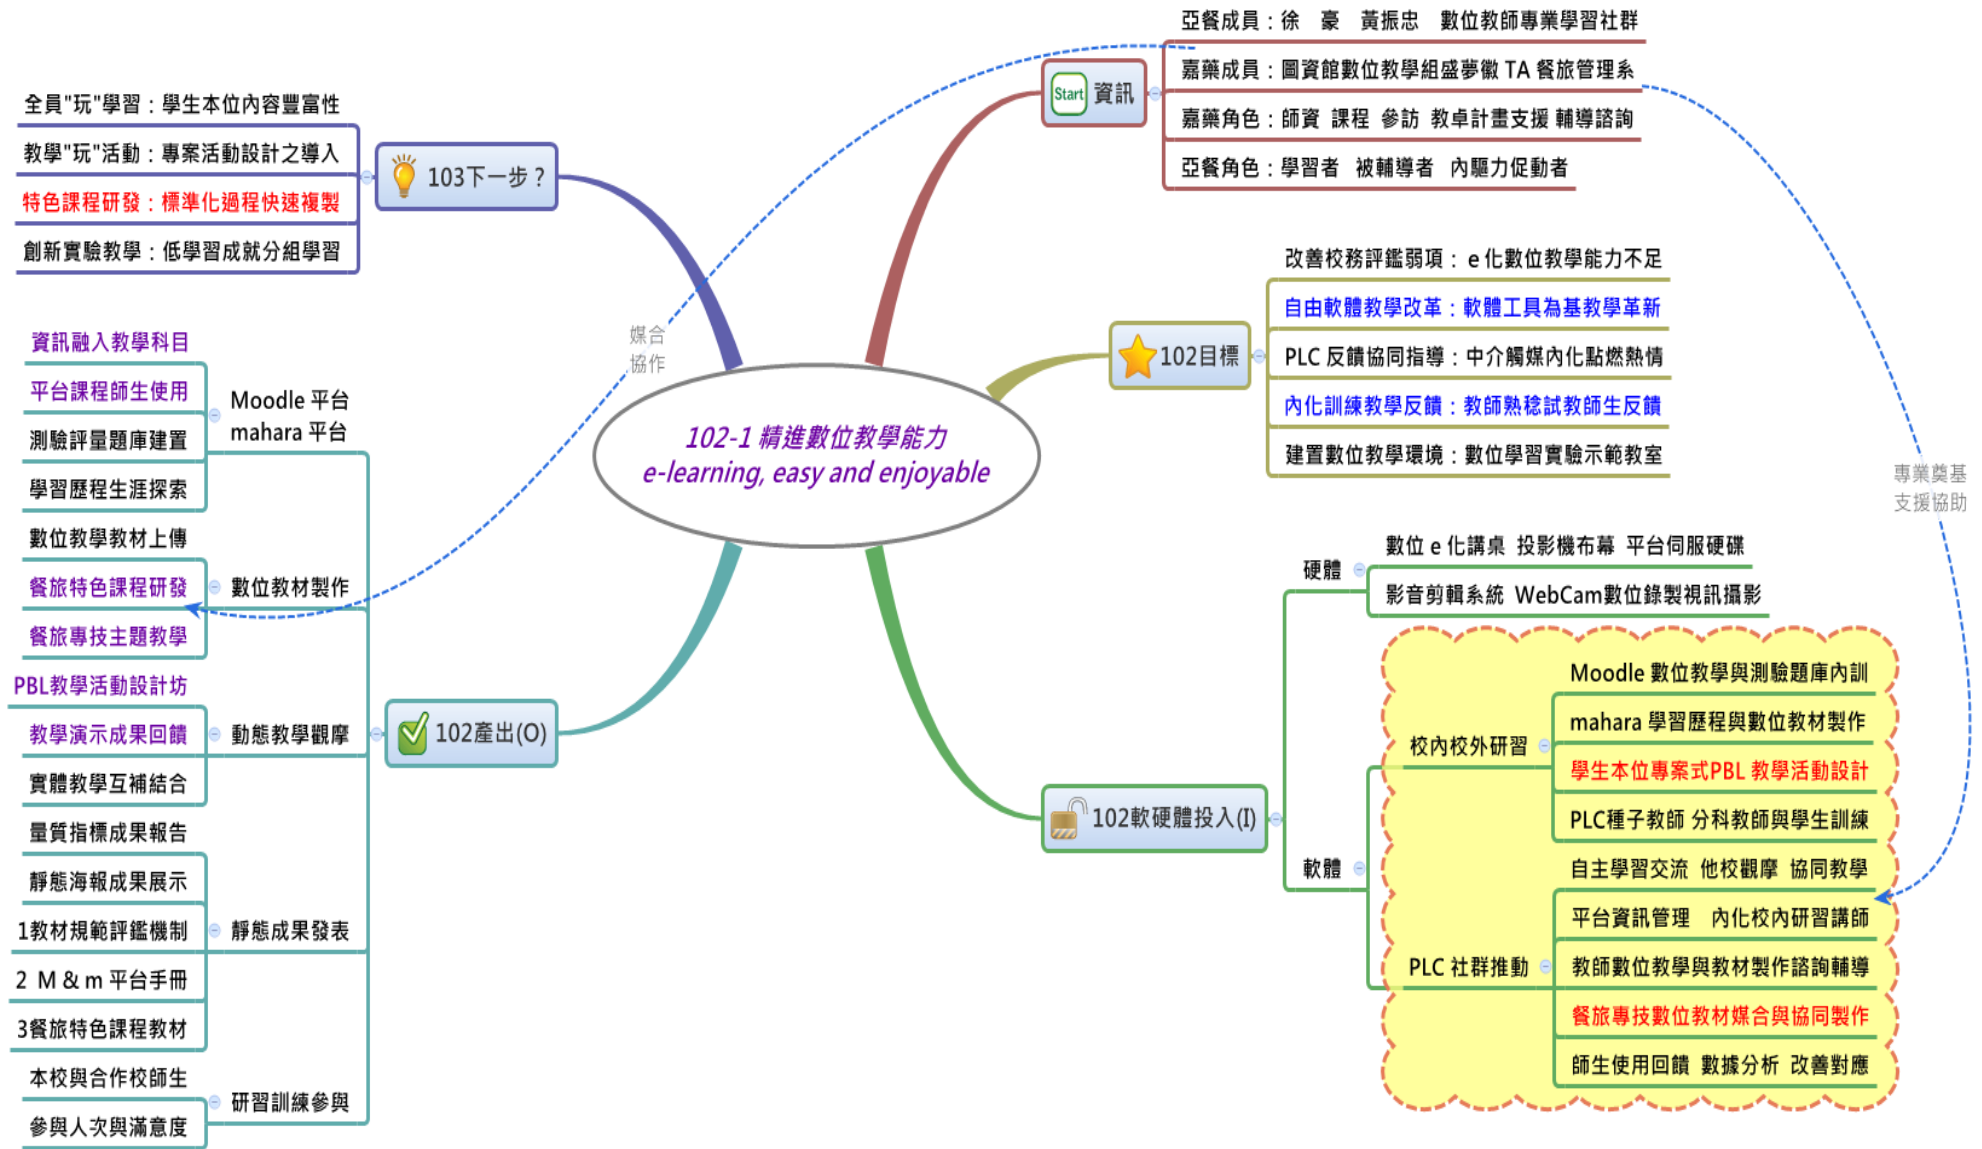 102-1 精進數位教學能力
e-learning, easy and enjoyable
Start 資訊
亞餐成員：徐　豪　黃振忠　數位教師專業學習社群
嘉藥成員：圖資館數位教學組盛夢徽 TA 餐旅管理系
嘉藥角色：師資 課程 參訪 教卓計畫支援 輔導諮詢
亞餐角色：學習者 被輔導者 內驅力促動者
102目標
改善校務評鑑弱項：e 化數位教學能力不足
自由軟體教學改革：軟體工具為基教學革新
PLC 反饋協同指導：中介觸媒內化點燃熱情
內化訓練教學反饋：教師熟稔試教師生反饋
建置數位教學環境：數位學習實驗示範教室
專業奠基
支援協助
102軟硬體投入(I)
硬體
數位 e 化講桌 投影機布幕 平台伺服硬碟
影音剪輯系統 WebCam數位錄製視訊攝影
軟體
校內校外研習
Moodle 數位教學與測驗題庫內訓
mahara 學習歷程與數位教材製作
學生本位專案式PBL 教學活動設計
PLC種子教師 分科教師與學生訓練
PLC 社群推動
自主學習交流 他校觀摩 協同教學
平台資訊管理　內化校內研習講師
教師數位教學與教材製作諮詢輔導
餐旅專技數位教材媒合與協同製作
師生使用回饋 數據分析 改善對應
103下一步？
全員"玩"學習：學生本位內容豐富性
教學"玩"活動：專案活動設計之導入
特色課程研發：標準化過程快速複製
創新實驗教學：低學習成就分組學習
媒合
協作
102產出(O)
Moodle 平台
mahara 平台
資訊融入教學科目
平台課程師生使用
測驗評量題庫建置
學習歷程生涯探索
數位教材製作
數位教學教材上傳
餐旅特色課程研發
餐旅專技主題教學
動態教學觀摩
PBL教學活動設計坊
教學演示成果回饋
實體教學互補結合
靜態成果發表
量質指標成果報告
靜態海報成果展示
1教材規範評鑑機制
2 M & m 平台手冊
3餐旅特色課程教材
研習訓練參與
本校與合作校師生
參與人次與滿意度